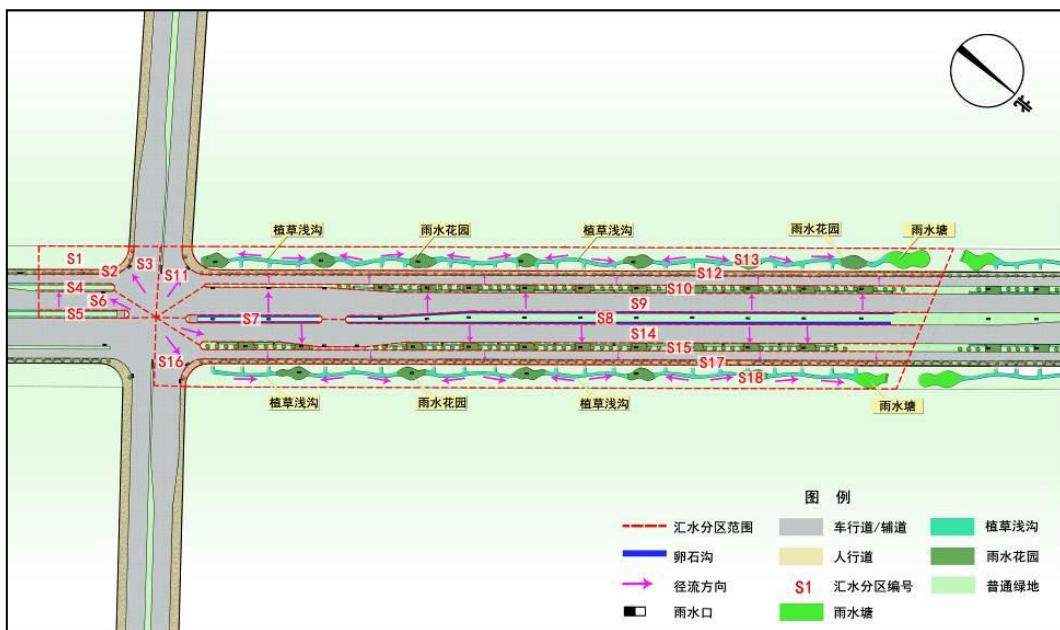 北
植草浅沟
雨水花园
植草浅沟
雨水花园
雨水塘
S1
S2
S3
S11
S13
S12
S4
S10
S6
S9
S5
S7
S8
S14
S16
S15
S17
S18
植草浅沟
雨水花园
植草浅沟
雨水塘
图 例
汇水分区范围
车行道/辅道
植草浅沟
卵石沟
人行道
雨水花园
径流方向
S1
汇水分区编号
普通绿地
雨水口
雨水塘